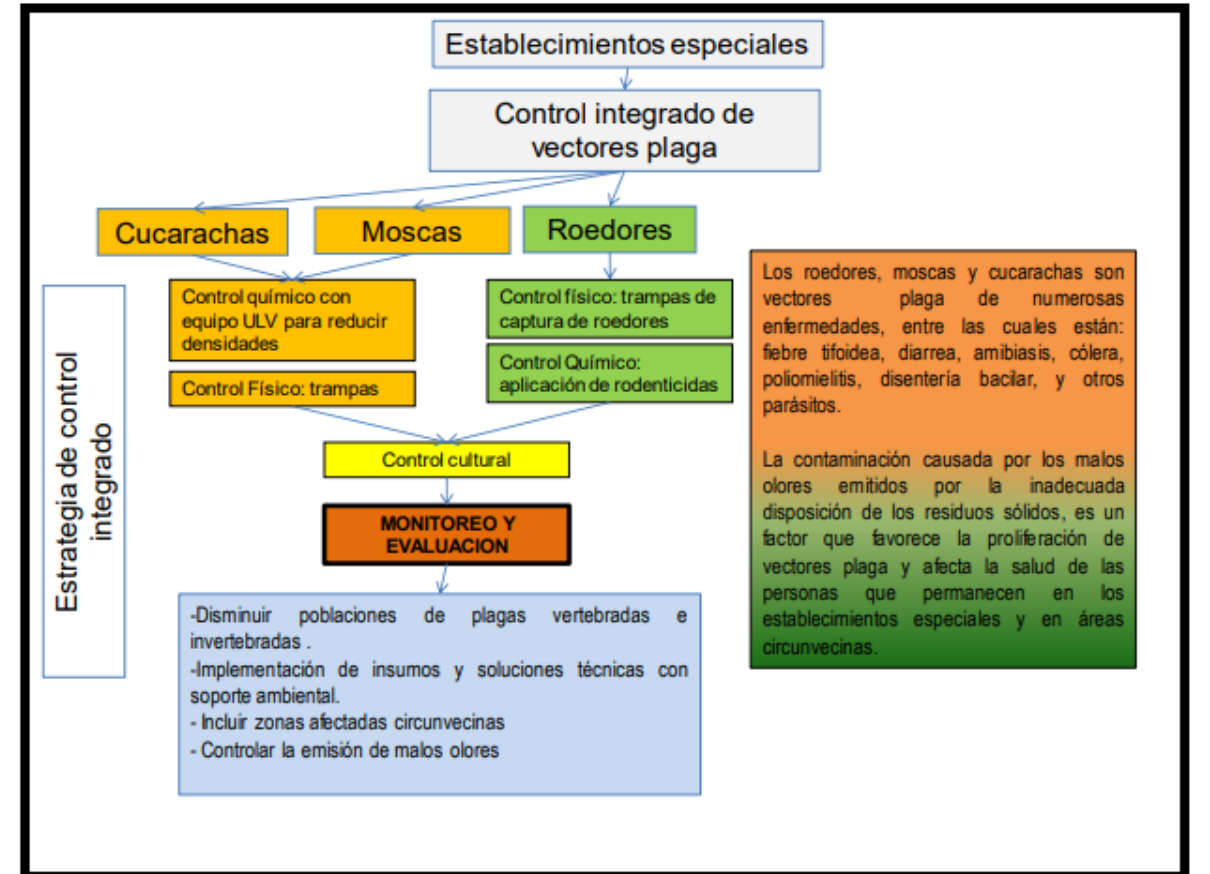 Establecimientos especiales
Control integrado de
vectores plaga
Cucarachas
Moscas
Roedores
Control químico con
equipo ULV para reducir
densidades
Control Físico: trampas
Control físico: trampas de
captura de roedores
Control Químico:
aplicación de rodenticidas
Control cultural
MONITOREO Y
EVALUACION
-Disminuir poblaciones de plagas vertebradas e
invertebradas .
-Implementación de insumos y soluciones técnicas con
soporte ambiental.
- Incluir zonas afectadas circunvecinas
- Controlar la emisión de malos olores
Estrategia de control
integrado
Los roedores, moscas y cucarachas son
vectores plaga de numerosas
enfermedades, entre las cuales están:
fiebre tifoidea, diarrea, amibiasis, cólera,
poliomielitis, disentería bacilar, y otros
parásitos.
La contaminación causada por los malos
olores emitidos por la inadecuada
disposición de los residuos sólidos, es un
factor que favorece la proliferación de
vectores plaga y afecta la salud de las
personas que permanecen en los
establecimientos especiales y en áreas
circunvecinas.